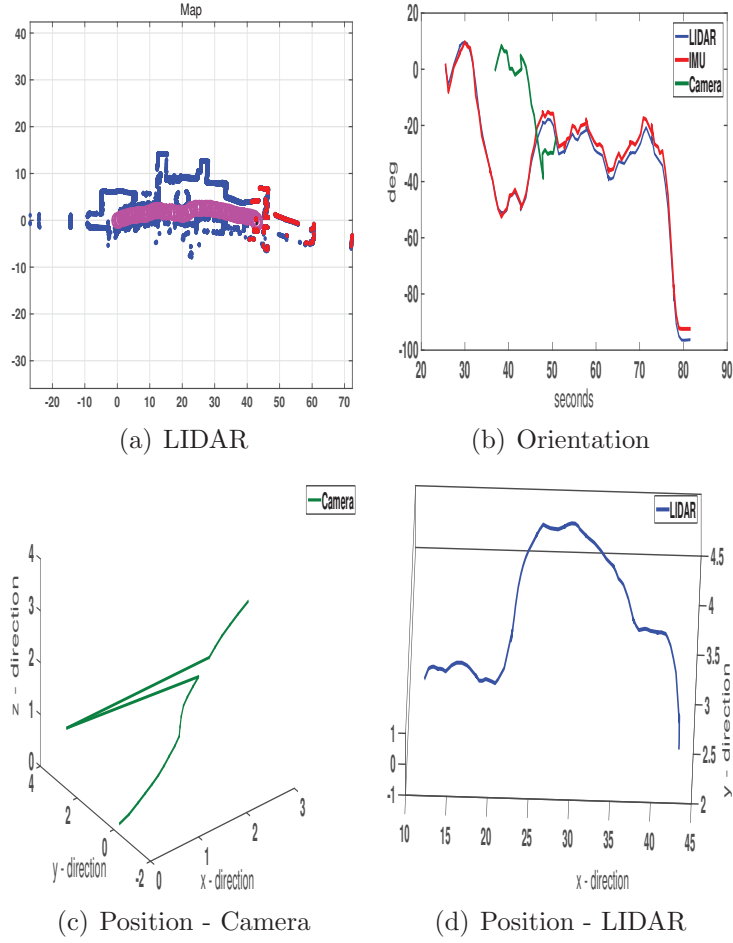 Map
40
30
20
10
0
-10
-20
-30
-20 -10 0 10 20 30 40 50 60 70
(a) LIDAR
20
0
-20
-40
-60
-80
-100
deg
20 30 40 50 60 70 80 90
seconds
LIDAR
IMU
Camera
(b) Orientation
Camera
4
3
2
1
0
z - direction
4
2
0
-2
y - direction
0
1
2
3
x - direction
(c) Position - Camera
LIDAR
4.5
4
3.5
3
2.5
2
y - direction
1
0
-1
10 15 20 25 30 35 40 45
x - direction
(d) Position - LIDAR